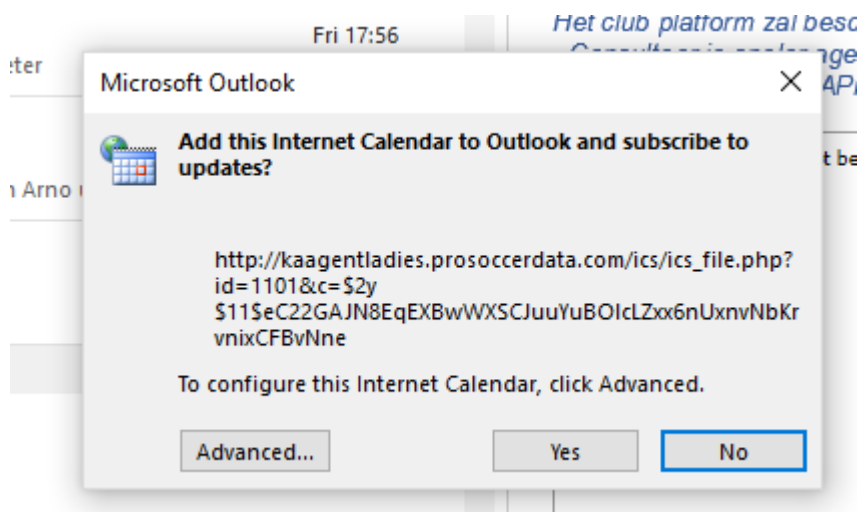 Fri 17:56
Het club platform zal
eter
Microsoft Outlook
Add this Internet Calendar to Outlook and subscribe to
updates?
t be
Arno
http://kaagentladies.prosoccerdata.com/ics/ics_file.php?
id=1101&c=$2y
$11$eC22GAJN8EqEXBwWXSCJuuYuBOIcLZxx6nUxnvNbKr
vnixCFBvNne
To configure this Internet Calendar, click Advanced.
Advanced... Yes No